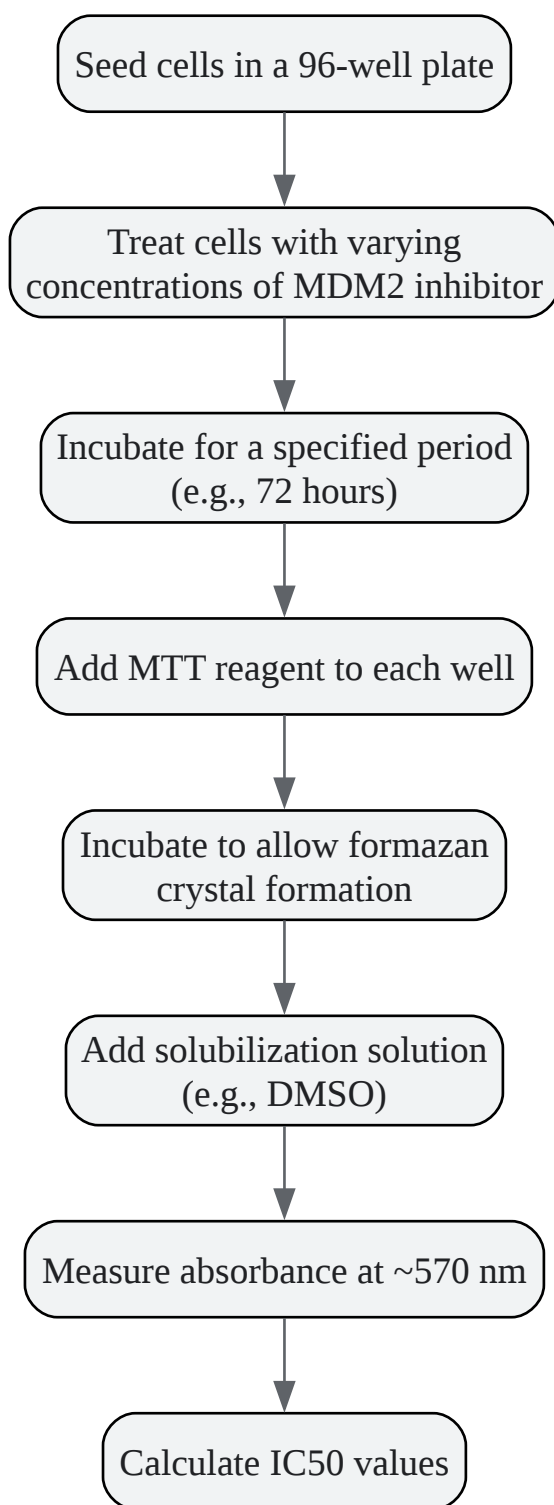 Seed cells in a 96-well plate
Treat cells with varying
concentrations of MDM2 inhibitor
Incubate for a specified period
(e.g., 72 hours)
Add MTT reagent to each well
Incubate to allow formazan
crystal formation
Add solubilization solution
(e.g., DMSO)
Measure absorbance at ~570 nm
Calculate IC50 values